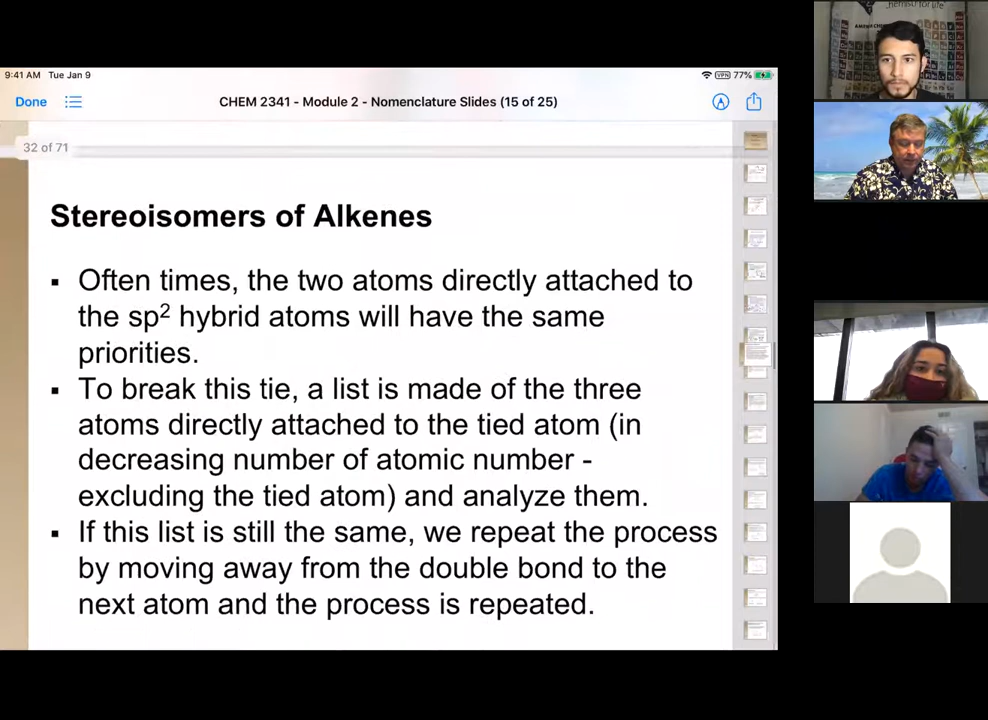 9:41 AM Tue Jan 9
VPN 77%
Done
CHEM 2341 - Module 2 - Nomenclature Slides (15 of 25)
32 of 71
Stereoisomers of Alkenes
▪ Often times, the two atoms directly attached to
the sp² hybrid atoms will have the same
priorities.
▪ To break this tie, a list is made of the three
atoms directly attached to the tied atom (in
decreasing number of atomic number -
excluding the tied atom) and analyze them.
▪ If this list is still the same, we repeat the process
by moving away from the double bond to the
next atom and the process is repeated.
for life